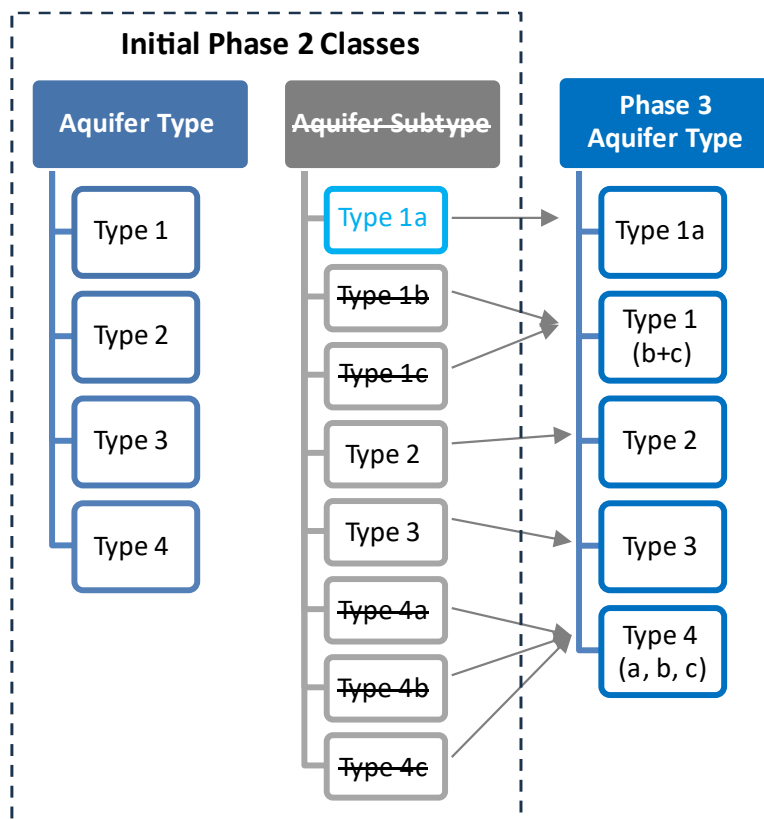 Initial Phase 2 Classes
Aquifer Type
Type 1
Type 2
Type 3
Type 4
Aquifer Subtype
Type 1a
Type 1b
Type 1c
Type 2
Type 3
Type 4a
Type 4b
Type 4c
Phase 3
Aquifer Type
Type 1a
Type 1
(b+c)
Type 2
Type 3
Type 4
(a, b, c)